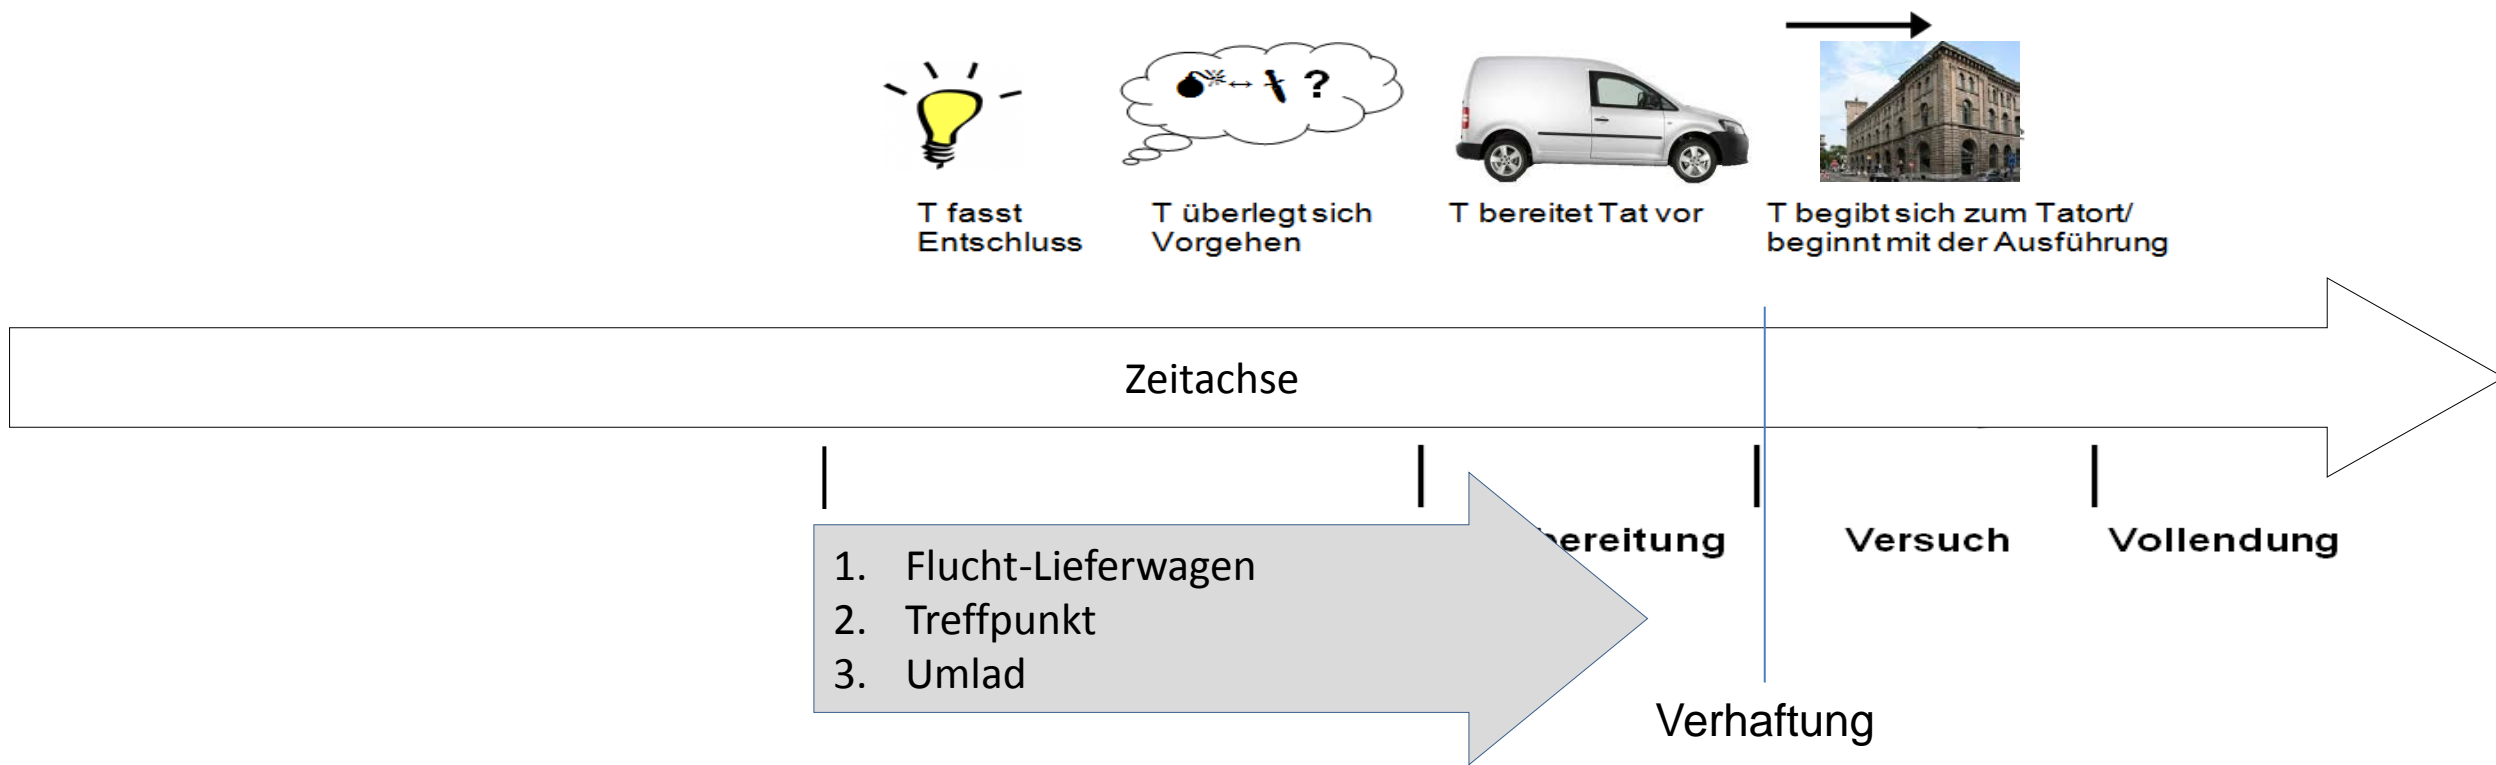 ?
T fasst
Entschluss
T überlegt sich
Vorgehen
T bereitet Tat vor
T begibt sich zum Tatort/
beginnt mit der Ausführung
Zeitachse
bereitung
Versuch
Vollendung
1. Flucht-Lieferwagen
2. Treffpunkt
3. Umlad
Verhaftung